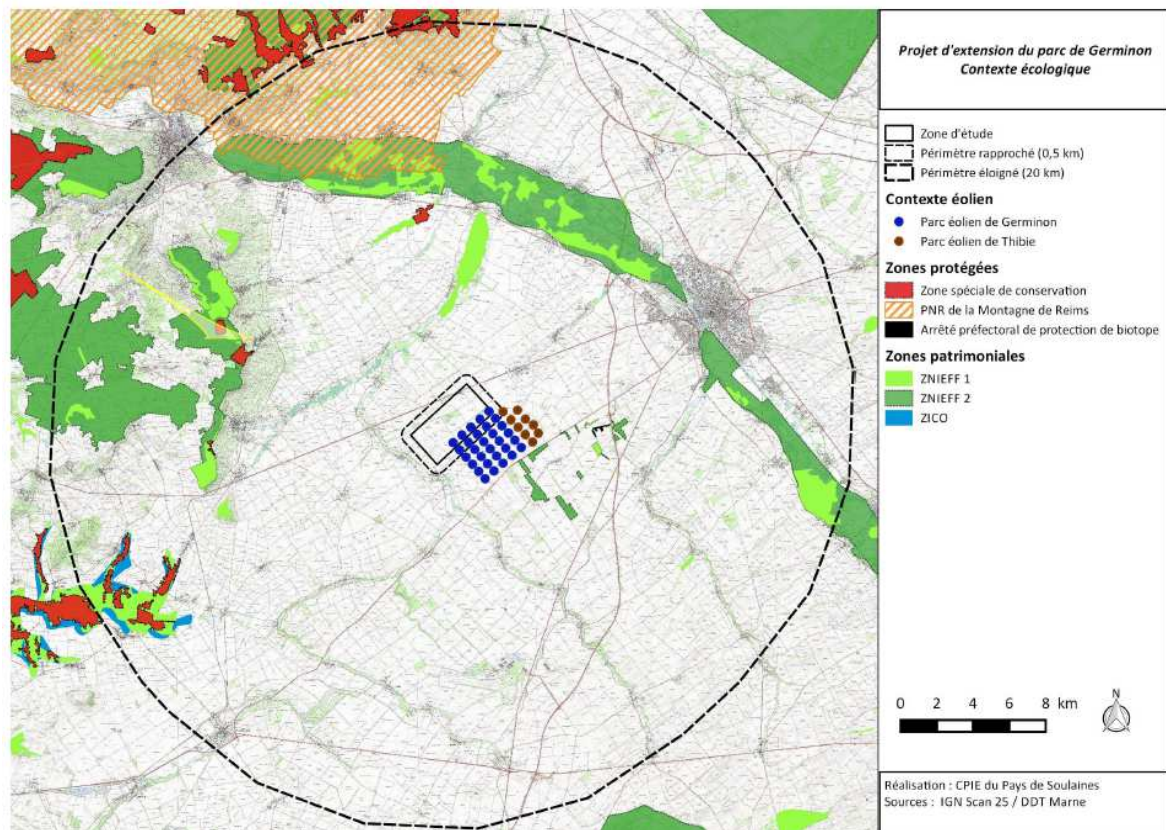 Projet d'extension du parc de Germinon
Contexte écologique
Zone d'étude
Périmètre rapproché (0,5 km)
Périmètre éloigné (20 km)
Contexte éolien
Parc éolien de Germinon
Parc éolien de Thibie
Zones protégées
Zone spéciale de conservation
PNR de la Montagne de Reims
Arrêté préfectoral de protection de biotope
Zones patrimoniales
ZNIEFF 1
ZNIEFF 2
ZICO
0 2 4 6 8 km
N
Réalisation : CPIE du Pays de Soulaines
Sources : IGN Scan 25 / DDT Marne